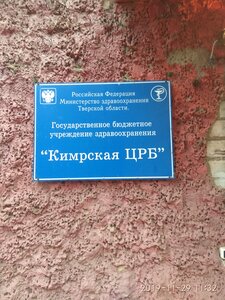 Российская Федерация
Министерство здравоохранения
Тверской области.
Государственное бюджетное
учреждение здравоохранения
"Кимрская ЦРБ"
2019-11-29 11:32